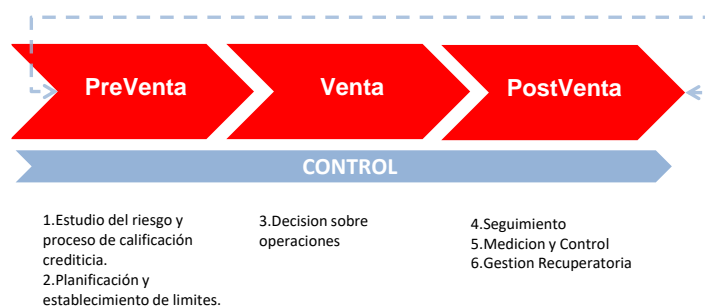 PreVenta
Venta
PostVenta
CONTROL
1.Estudio del riesgo y
proceso de calificación
crediticia.
2.Planificación y
establecimiento de limites.
3.Decision sobre
operaciones
4.Seguimiento
5.Medicion y Control
6.Gestion Recuperatoria